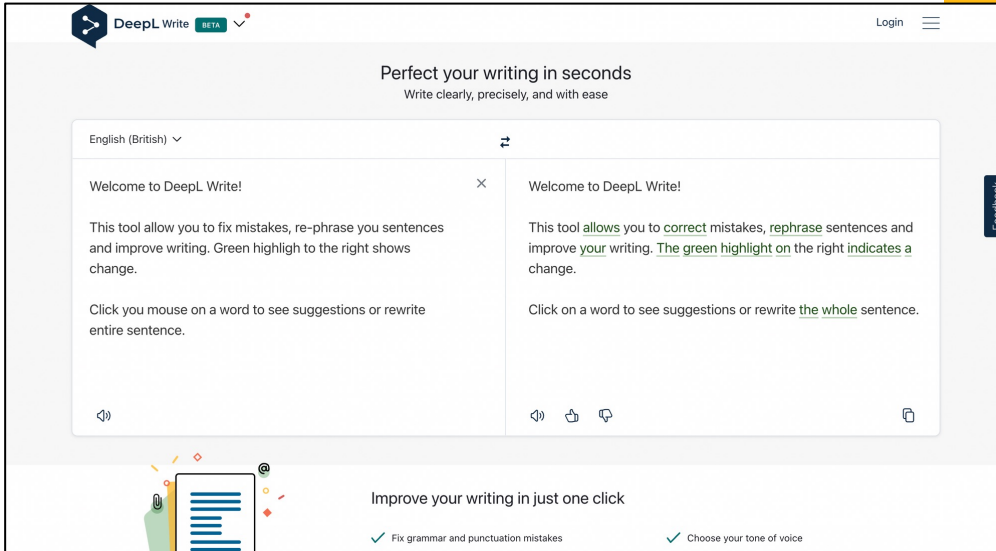 DeepL Write BETA
Login
Perfect your writing in seconds
Write clearly, precisely, and with ease
English (British)
Welcome to DeepL Write!
This tool allow you to fix mistakes, re-phrase you sentences
and improve writing. Green highligh to the right shows
change.
Click you mouse on a word to see suggestions or rewrite
entire sentence.
Welcome to DeepL Write!
This tool allows you to correct mistakes, rephrase sentences and
improve your writing. The green highlight on the right indicates a
change.
Click on a word to see suggestions or rewrite the whole sentence.
Feedback
@
Improve your writing in just one click
Fix grammar and punctuation mistakes
Choose your tone of voice